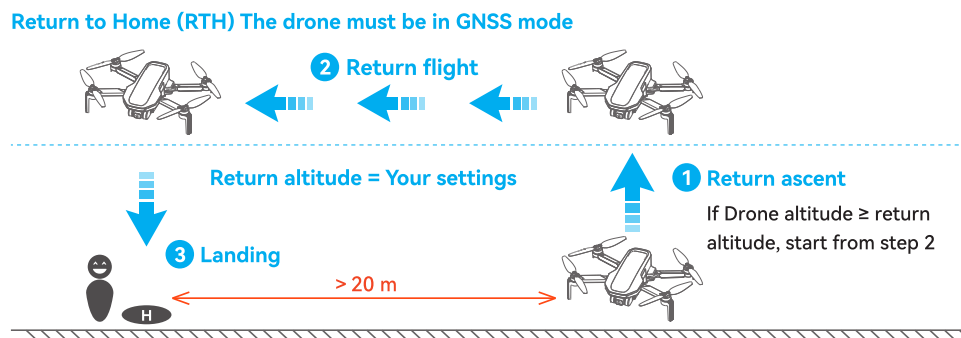 Return to Home (RTH) The drone must be in GNSS mode
2 Return flight
Return altitude = Your settings
1 Return ascent
If Drone altitude ≥ return
altitude, start from step 2
3 Landing
> 20 m
H